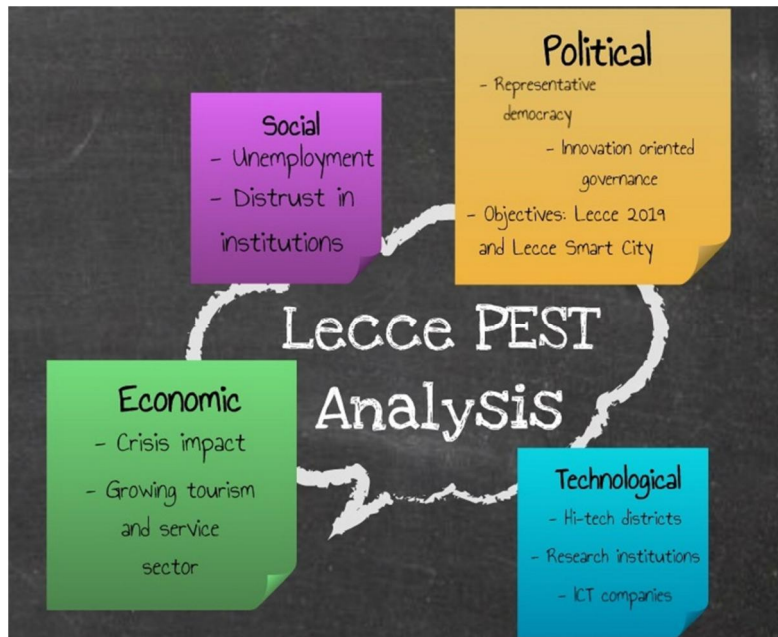 Political
- Representative
democracy
- Innovation oriented
governance
- Objectives: Lecce 2019
and Lecce Smart City
Social
- Unemployment
- Distrust in
institutions
Lecce PEST
Analysis
Economic
- Crisis impact
- Growing tourism
and service
sector
Technological
- Hi-tech districts
- Research institutions
- ICT companies